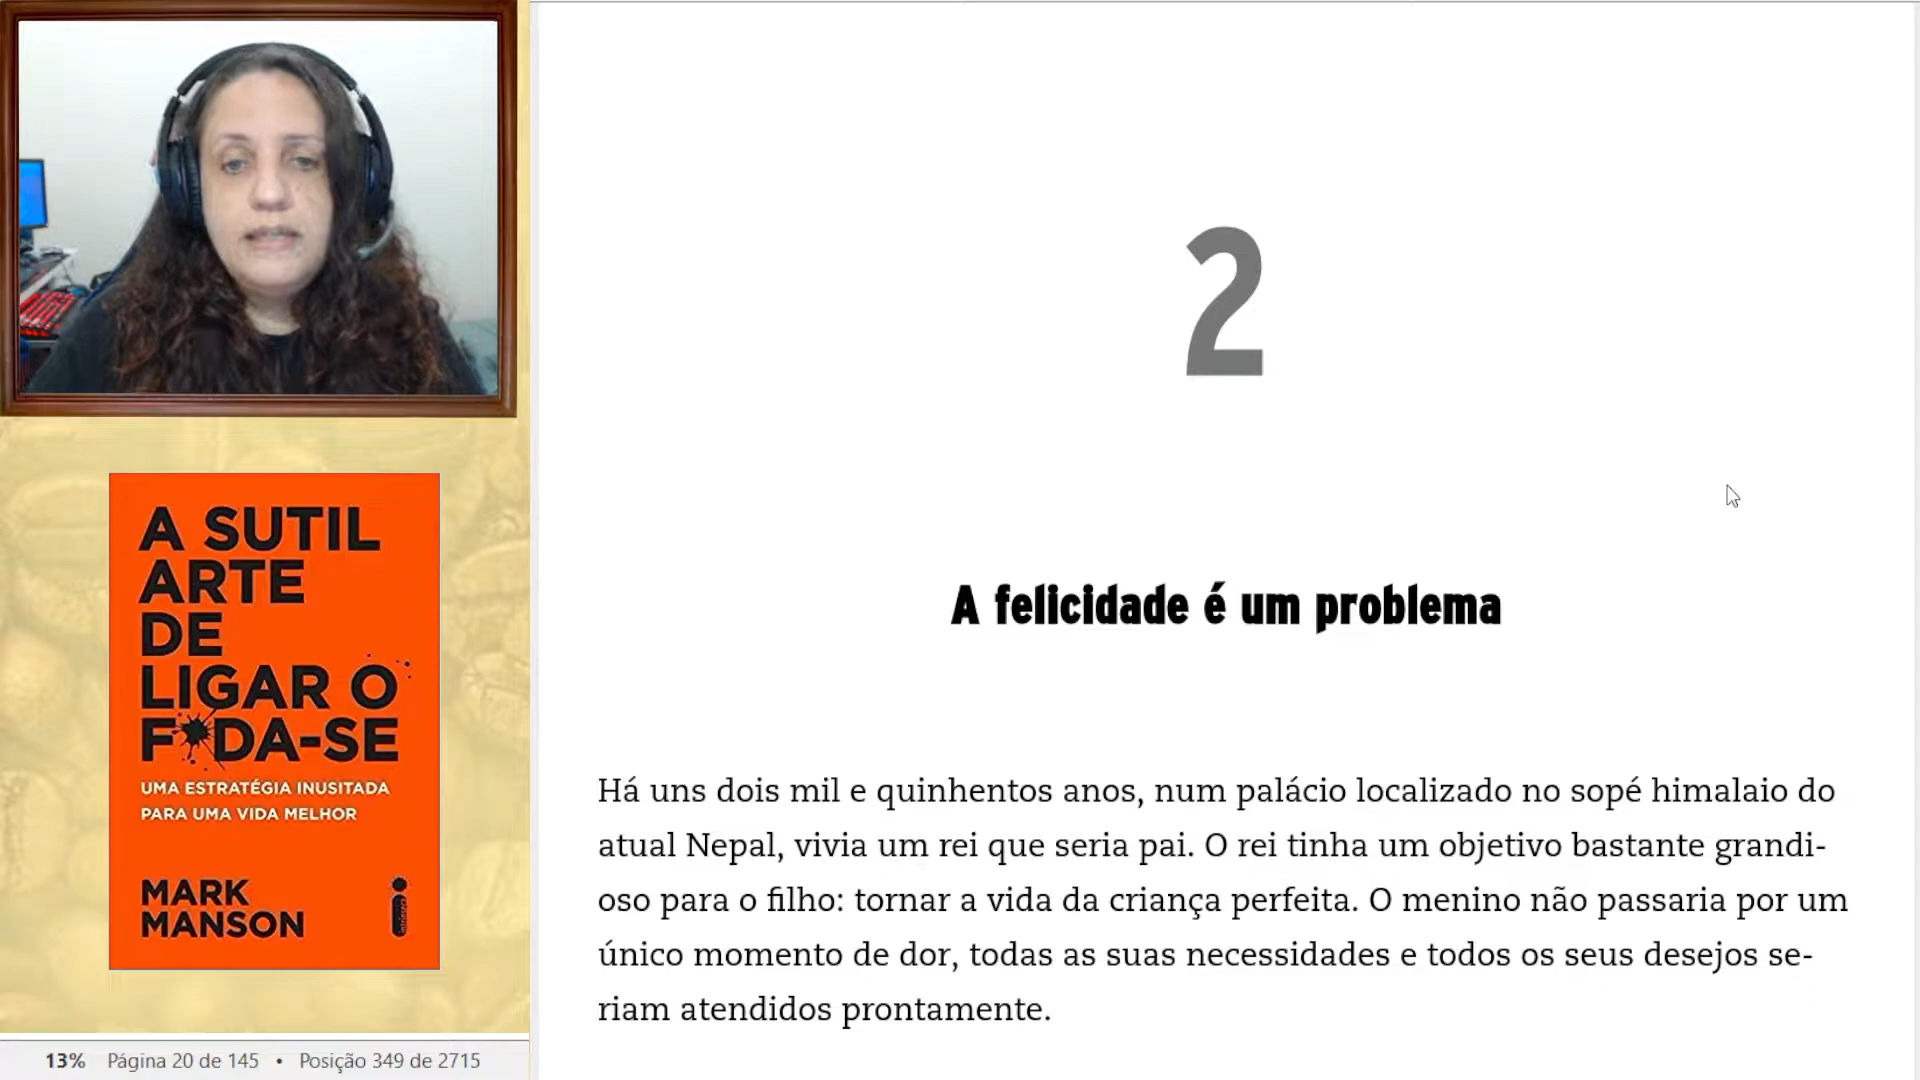 2
A felicidade é um problema
Há uns dois mil e quinhentos anos, num palácio localizado no sopé himalaio do
atual Nepal, vivia um rei que seria pai. O rei tinha um objetivo bastante grandi-
oso para o filho: tornar a vida da criança perfeita. O menino não passaria por um
único momento de dor, todas as suas necessidades e todos os seus desejos se-
riam atendidos prontamente.
A SUTIL
ARTE
DE
LIGAR O
F*DA-SE
UMA ESTRATÉGIA INUSITADA
PARA UMA VIDA MELHOR
MARK
MANSON
13% Página 20 de 145 • Posição 349 de 2715